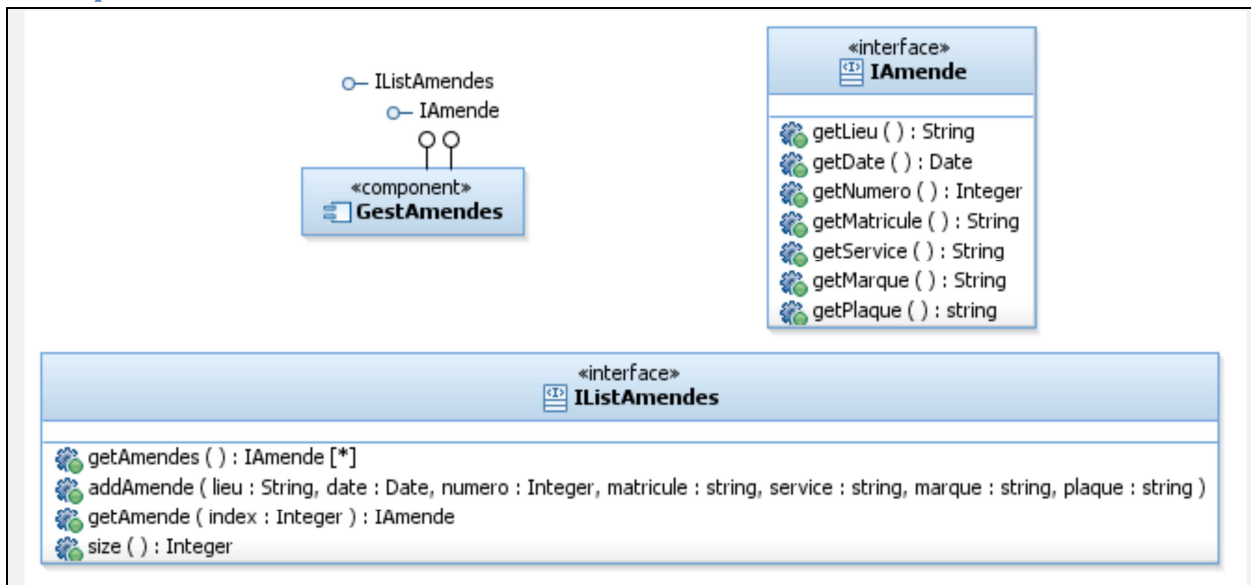 IListAmendes
IAmende
«component»
GestAmendes
«interface»
IAmende
getLieu ( ) : String
getDate ( ) : Date
getNumero ( ) : Integer
getMatricule ( ) : String
getService ( ) : String
getMarque ( ) : String
getPlaque ( ) : string
«interface»
IListAmendes
getAmendes ( ) : IAmende [*]
addAmende ( lieu : String, date : Date, numero : Integer, matricule : string, service : string, marque : string, plaque : string )
getAmende ( index : Integer ) : IAmende
size ( ) : Integer